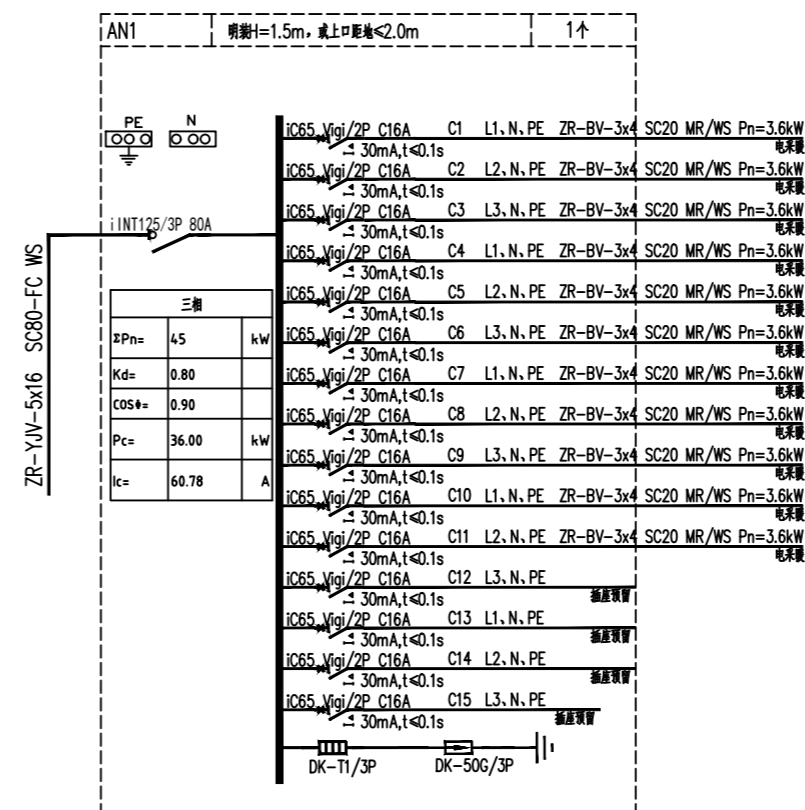 AN1 明装H=1.5m，或上口距地≤2.0m 1个
PE N
iC65 Vigi/2P C16A C1 L1、N、PE ZR-BV-3x4 SC20 MR/WS Pn=3.6kW
30mA,t≤0.1s 电采暖
iC65 Vigi/2P C16A C2 L2、N、PE ZR-BV-3x4 SC20 MR/WS Pn=3.6kW
30mA,t≤0.1s 电采暖
iC65 Vigi/2P C16A C3 L3、N、PE ZR-BV-3x4 SC20 MR/WS Pn=3.6kW
30mA,t≤0.1s 电采暖
iC65 Vigi/2P C16A C4 L1、N、PE ZR-BV-3x4 SC20 MR/WS Pn=3.6kW
30mA,t≤0.1s 电采暖
iC65 Vigi/2P C16A C5 L2、N、PE ZR-BV-3x4 SC20 MR/WS Pn=3.6kW
30mA,t≤0.1s 电采暖
iC65 Vigi/2P C16A C6 L3、N、PE ZR-BV-3x4 SC20 MR/WS Pn=3.6kW
30mA,t≤0.1s 电采暖
iC65 Vigi/2P C16A C7 L1、N、PE ZR-BV-3x4 SC20 MR/WS Pn=3.6kW
30mA,t≤0.1s 电采暖
iC65 Vigi/2P C16A C8 L2、N、PE ZR-BV-3x4 SC20 MR/WS Pn=3.6kW
30mA,t≤0.1s 电采暖
iC65 Vigi/2P C16A C9 L3、N、PE ZR-BV-3x4 SC20 MR/WS Pn=3.6kW
30mA,t≤0.1s 电采暖
iC65 Vigi/2P C16A C10 L1、N、PE ZR-BV-3x4 SC20 MR/WS Pn=3.6kW
30mA,t≤0.1s 电采暖
iC65 Vigi/2P C16A C11 L2、N、PE ZR-BV-3x4 SC20 MR/WS Pn=3.6kW
30mA,t≤0.1s 电采暖
iC65 Vigi/2P C16A C12 L3、N、PE
30mA,t≤0.1s 插座预留
iC65 Vigi/2P C16A C13 L1、N、PE
30mA,t≤0.1s 插座预留
iC65 Vigi/2P C16A C14 L2、N、PE
30mA,t≤0.1s 插座预留
iC65 Vigi/2P C16A C15 L3、N、PE
30mA,t≤0.1s 插座预留
DK-T1/3P DK-50G/3P
iINT125/3P 80A
ZR-YJV-5x16 SC80-FC WS
三相
ΣPn= 45 kW
Kd= 0.80
COSΦ= 0.90
Pc= 36.00 kW
Ic= 60.78 A